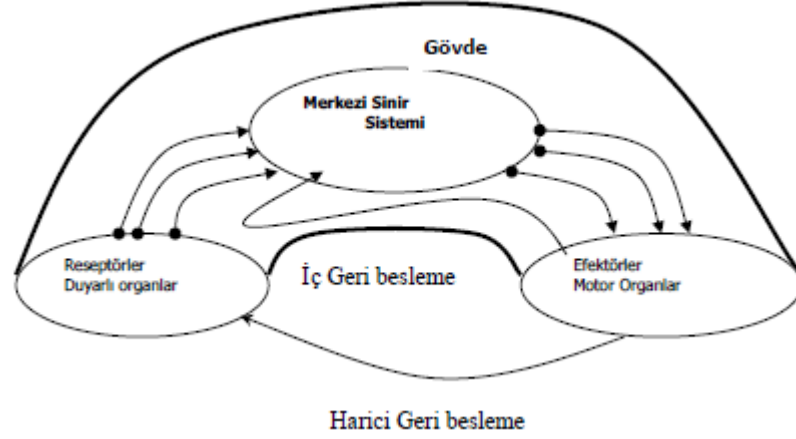 Gövde
Merkezi Sinir
Sistemi
Reseptörler
Duyarlı organlar
İç Geri besleme
Efektörler
Motor Organlar
Harici Geri besleme